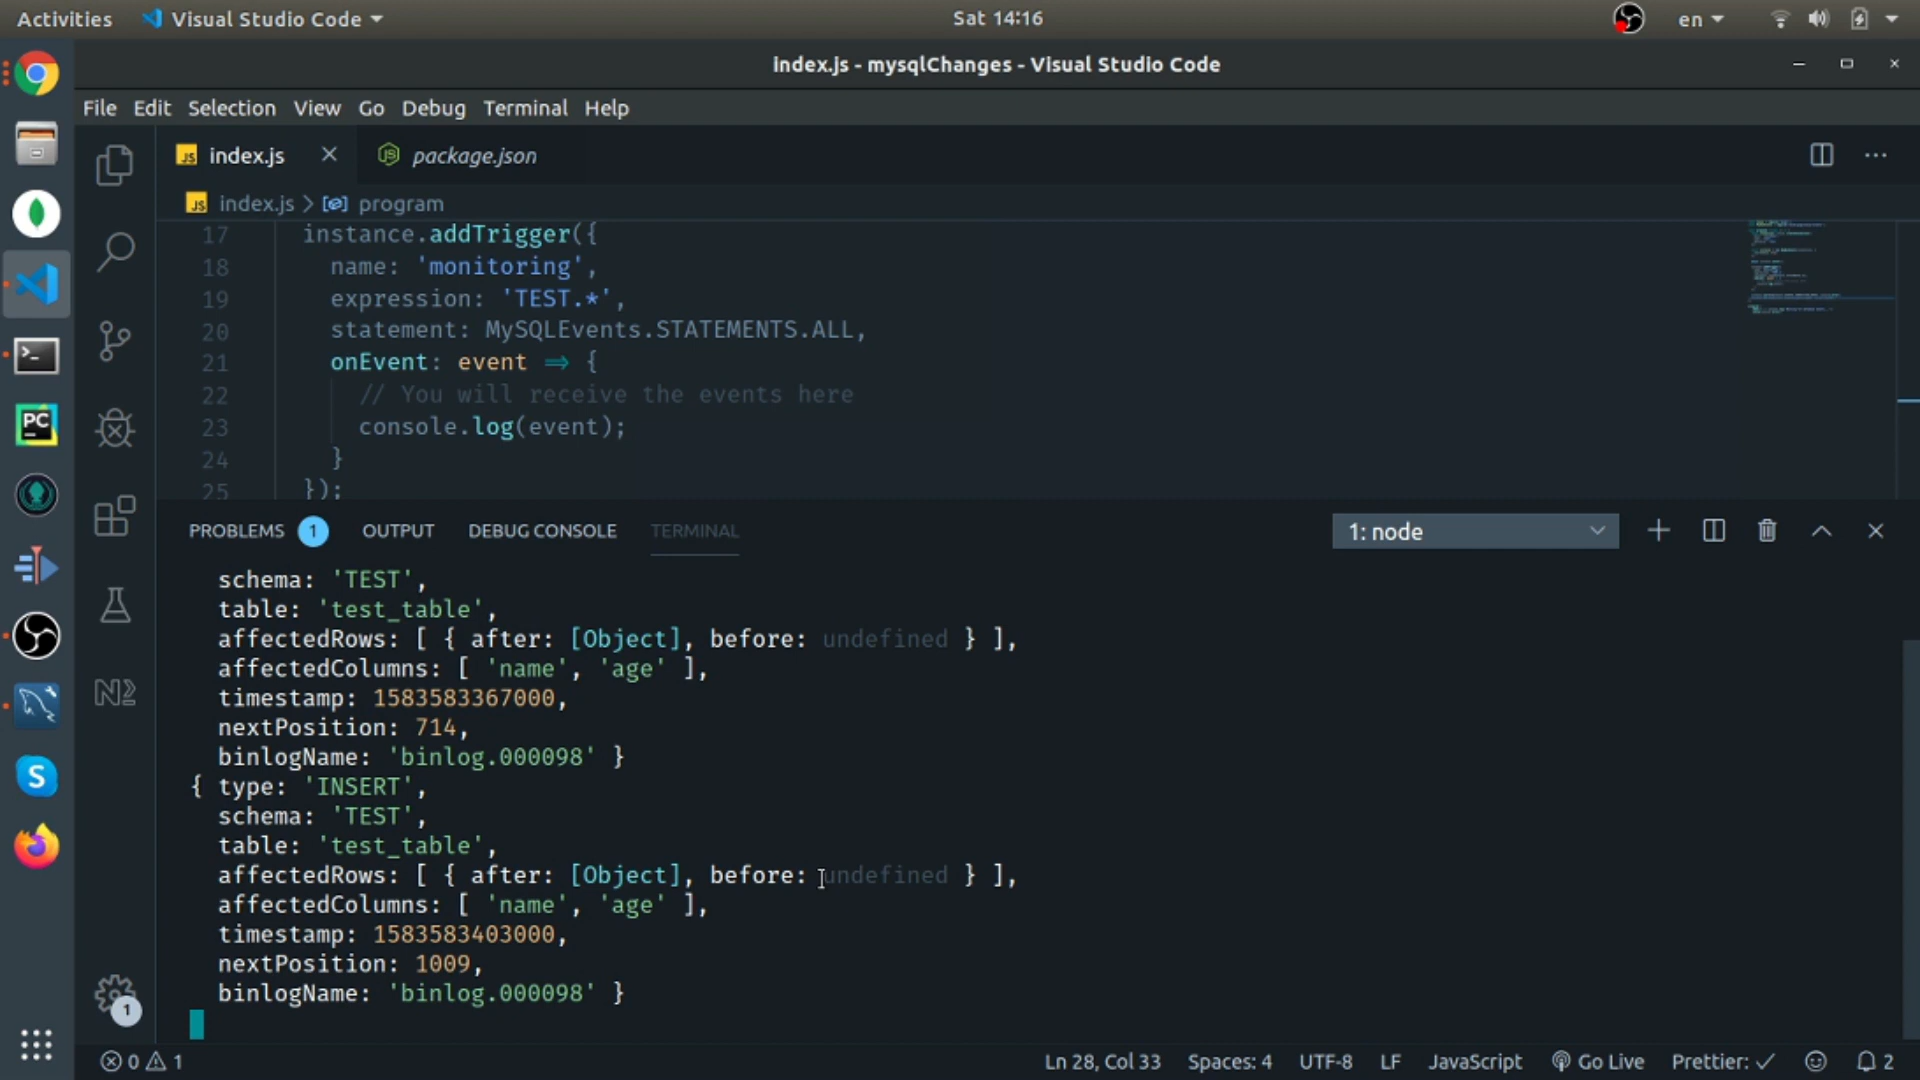 Activities Visual Studio Code Sat 14:16 en
index.js - mysqlChanges - Visual Studio Code
File Edit Selection View Go Debug Terminal Help
JS index.js package.json
JS index.js > program
17 instance.addTrigger({
18 name: 'monitoring',
19 expression: 'TEST.*',
20 statement: MySQLEvents.STATEMENTS.ALL,
21 onEvent: event => {
22 // You will receive the events here
23 console.log(event);
24 }
25 });
PROBLEMS 1 OUTPUT DEBUG CONSOLE TERMINAL 1: node
schema: 'TEST',
table: 'test_table',
affectedRows: [ { after: [Object], before: undefined } ],
affectedColumns: [ 'name', 'age' ],
timestamp: 1583583367000,
nextPosition: 714,
binlogName: 'binlog.000098' }
{ type: 'INSERT',
schema: 'TEST',
table: 'test_table',
affectedRows: [ { after: [Object], before: undefined } ],
affectedColumns: [ 'name', 'age' ],
timestamp: 1583583403000,
nextPosition: 1009,
binlogName: 'binlog.000098' }
PC
S
1
0 1 Ln 28, Col 33 Spaces: 4 UTF-8 LF JavaScript Go Live Prettier: ✓ 2